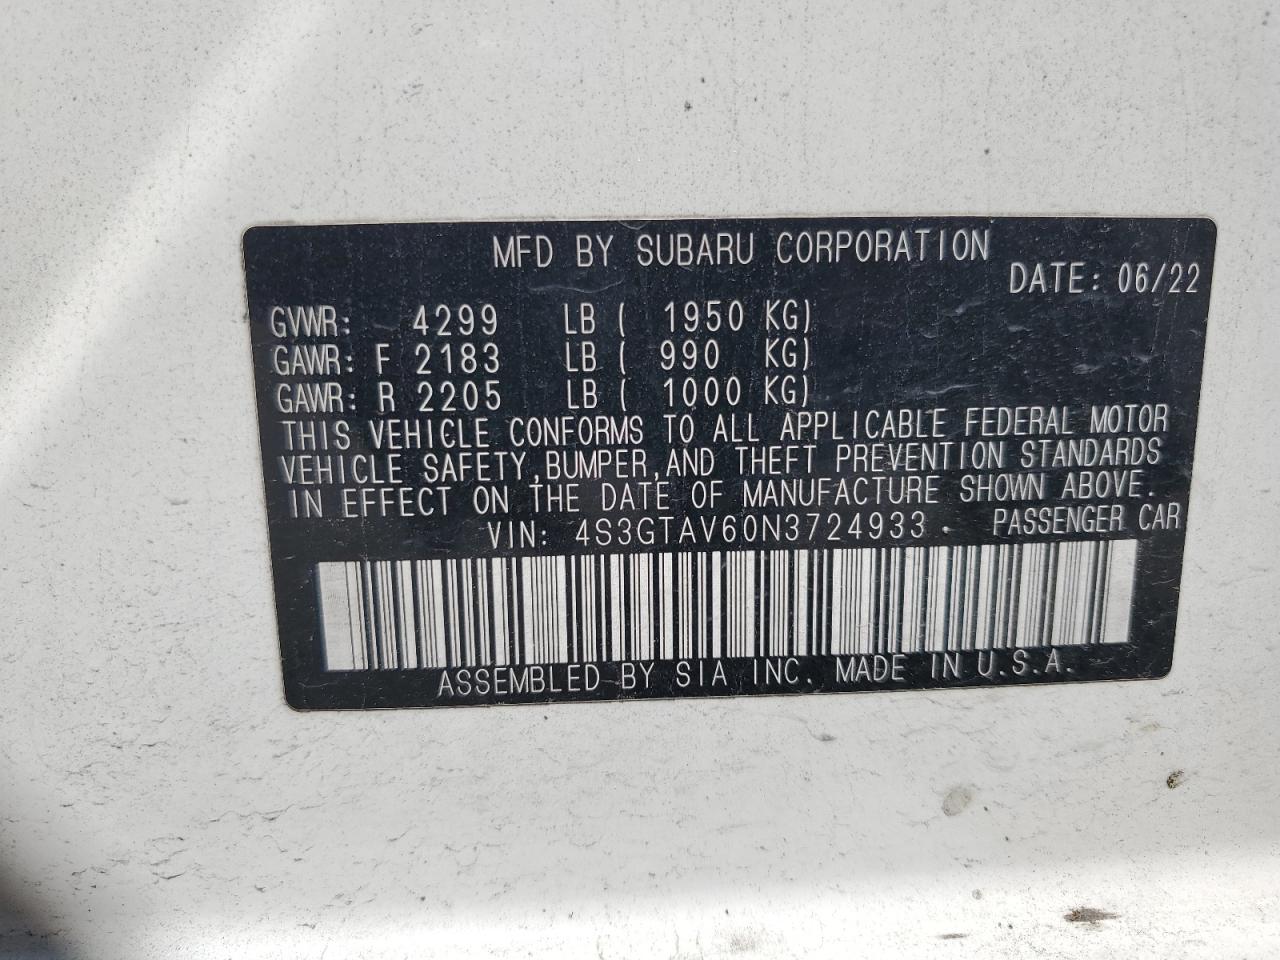 MFD BY SUBARU CORPORATION
DATE: 06/22
GVWR: 4299 LB ( 1950 KG)
GAWR: F 2183 LB ( 990 KG)
GAWR: R 2205 LB ( 1000 KG)
THIS VEHICLE CONFORMS TO ALL APPLICABLE FEDERAL MOTOR
VEHICLE SAFETY,BUMPER,AND THEFT PREVENTION STANDARDS
IN EFFECT ON THE DATE OF MANUFACTURE SHOWN ABOVE.
VIN: 4S3GTAV60N3724933 . PASSENGER CAR
ASSEMBLED BY SIA INC. MADE IN U.S.A.